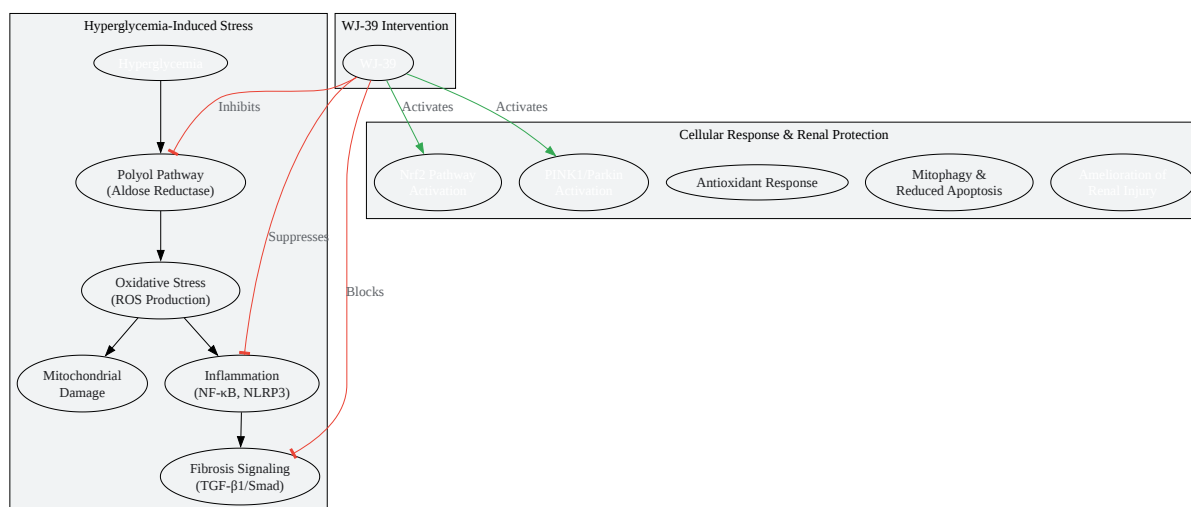 Hyperglycemia-Induced Stress
WJ-39 Intervention
Hyperglycemia
WJ-39
Inhibits
Activates
Activates
Cellular Response & Renal Protection
Polyol Pathway
(Aldose Reductase)
Nrf2 Pathway
Activation
PINK1/Parkin
Activation
Antioxidant Response
Mitophagy &
Reduced Apoptosis
Amelioration of
Renal Injury
Suppresses
Oxidative Stress
(ROS Production)
Blocks
Mitochondrial
Damage
Inflammation
(NF-κB, NLRP3)
Fibrosis Signaling
(TGF-β1/Smad)